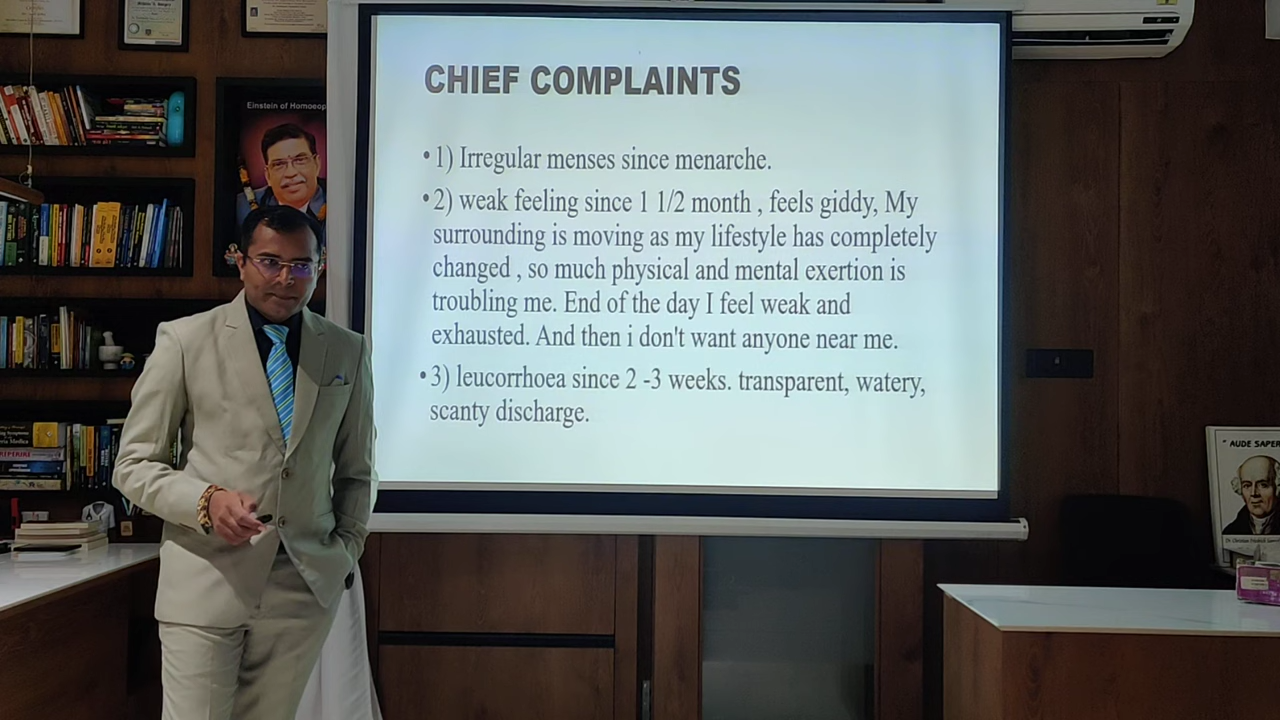 Einstein of Homoeop
CHIEF COMPLAINTS
• 1) Irregular menses since menarche.
• 2) weak feeling since 1 1/2 month , feels giddy, My
surrounding is moving as my lifestyle has completely
changed , so much physical and mental exertion is
troubling me. End of the day I feel weak and
exhausted. And then i don't want anyone near me.
• 3) leucorrhoea since 2 -3 weeks. transparent, watery,
scanty discharge.
" AUDE SAPER